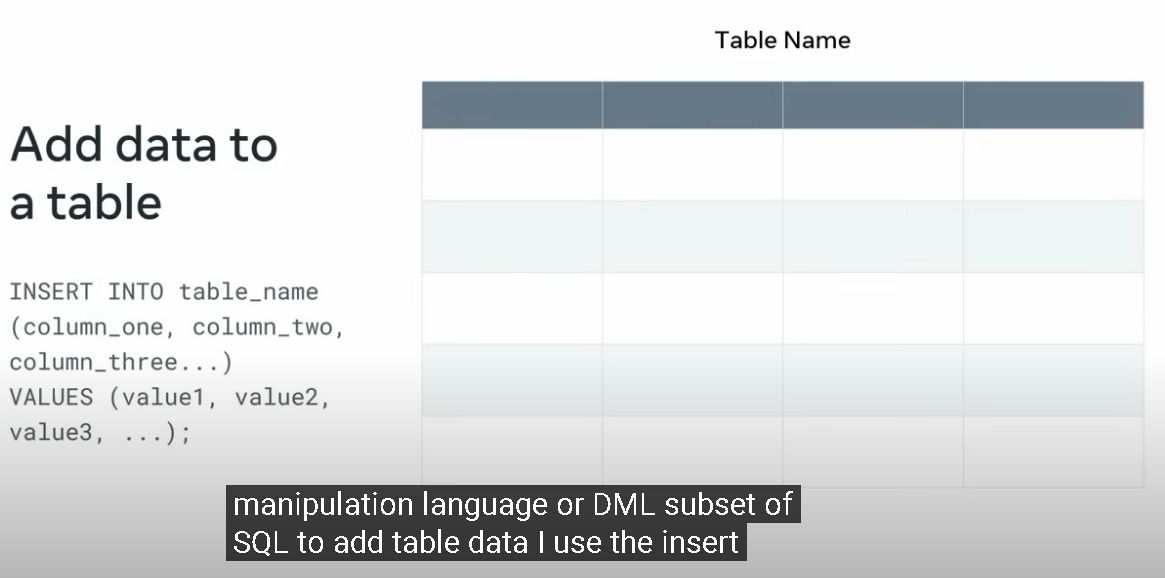 Table Name
Add data to
a table
INSERT INTO table_name
(column_one, column_two,
column_three...)
VALUES (value1, value2,
value3, ...);
manipulation language or DML subset of
SQL to add table data I use the insert